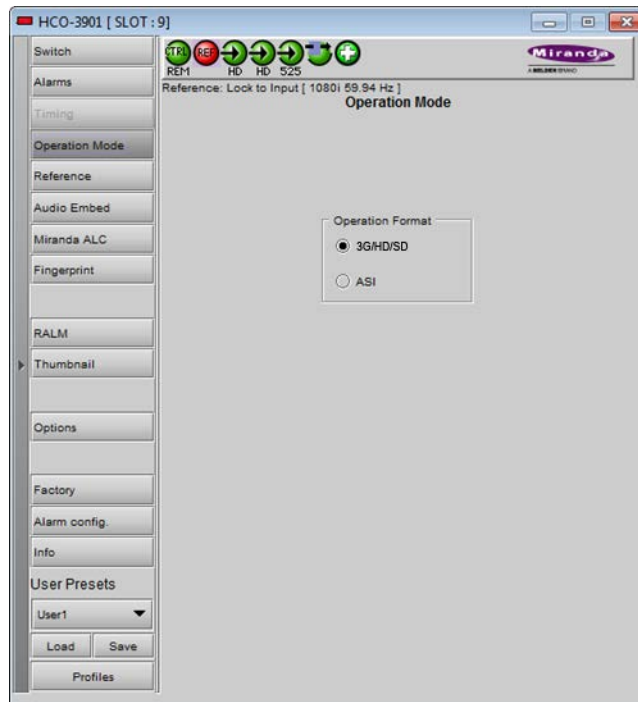 HCO-3901 [ SLOT : 9]
Switch
Alarms
Timing
Operation Mode
Reference
Audio Embed
Miranda ALC
Fingerprint
RALM
Thumbnail
Options
Factory
Alarm config.
Info
User Presets
User1
Load Save
Profiles
CTRL REF
REM HD HD 525
Miranda
A BELDEN BRAND
Reference: Lock to Input [ 1080i 59.94 Hz ]
Operation Mode
Operation Format
3G/HD/SD
ASI